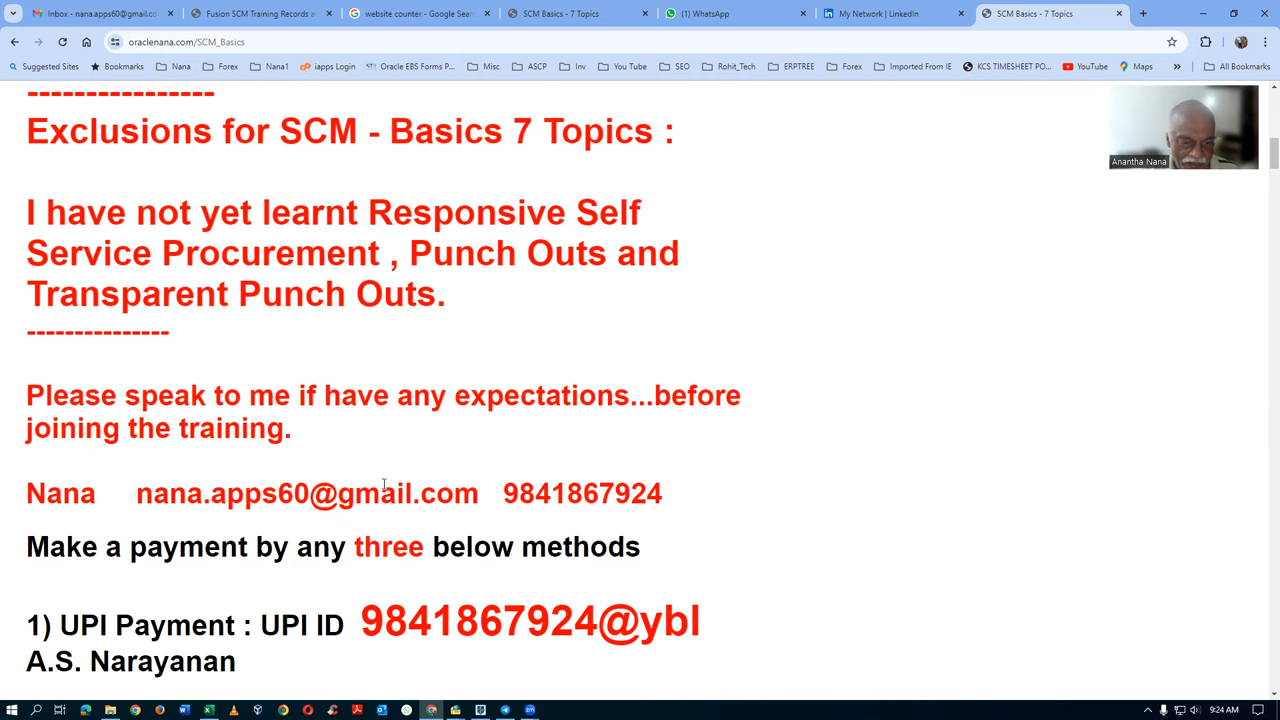 Inbox - nana.apps60@gmail.co
Fusion SCM Training Records a
website counter - Google Sear
SCM Basics - 7 Topics
(1) WhatsApp
My Network | LinkedIn
SCM Basics - 7 Topics
oraclenana.com/SCM_Basics
Suggested Sites
Bookmarks
Nana
Forex
Nana1
iapps Login
Oracle EBS Forms P...
Misc
ASCP
Inv
You Tube
SEO
Rohit_Tech
ERPTREE
Forex
Imported From IE
KCS TIMESHEET PO...
YouTube
Maps
»
All Bookmarks
----------------
Exclusions for SCM - Basics 7 Topics :
Anantha Nana
I have not yet learnt Responsive Self
Service Procurement , Punch Outs and
Transparent Punch Outs.
---------------
Please speak to me if have any expectations...before
joining the training.
Nana nana.apps60@gmail.com 9841867924
Make a payment by any three below methods
1) UPI Payment : UPI ID 9841867924@ybl
A.S. Narayanan
9:24 AM